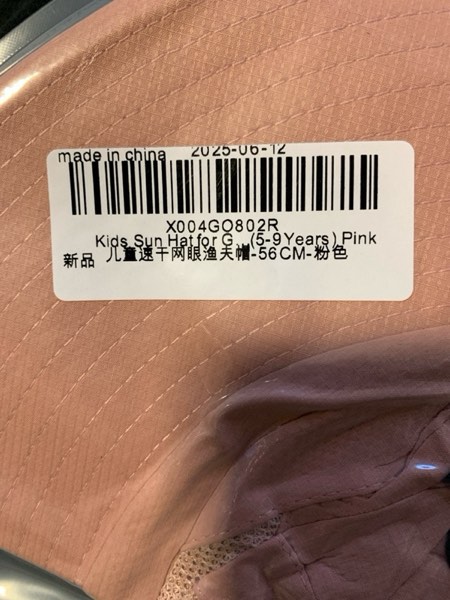 made in china 2025-06-12
X004GO802R
Kids Sun Hat for G...(5-9Years) Pink
新品 儿童速干网眼渔夫帽-56CM-粉色